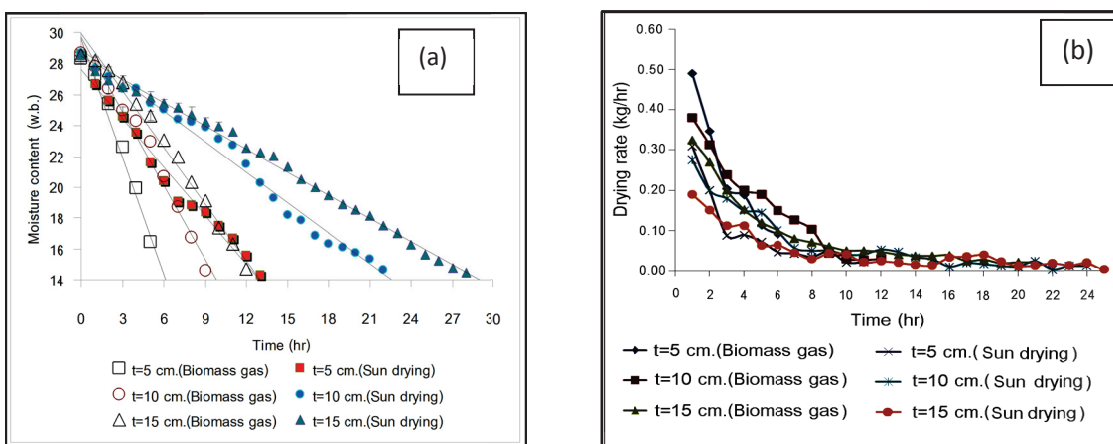 (a)
30
28
26
24
22
20
18
16
14
Moisture content (w.b.)
0 3 6 9 12 15 18 21 24 27 30
Time (hr)
t=5 cm.(Biomass gas) t=5 cm.(Sun drying)
t=10 cm.(Biomass gas) t=10 cm.(Sun drying)
t=15 cm.(Biomass gas) t=15 cm.(Sun drying)
(b)
0.60
0.50
0.40
0.30
0.20
0.10
0.00
Drying rate (kg/hr)
0 2 4 6 8 10 12 14 16 18 20 22 24
Time (hr)
t=5 cm.(Biomass gas) t=5 cm.(Sun drying)
t=10 cm.(Biomass gas) t=10 cm.(Sun drying)
t=15 cm.(Biomass gas) t=15 cm.(Sun drying)